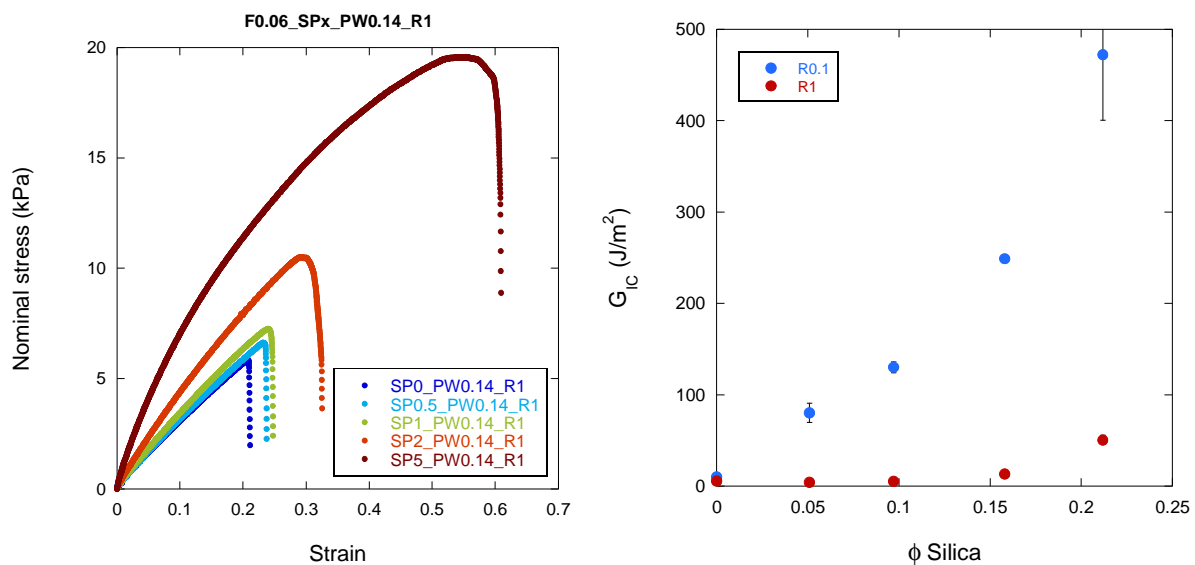 F0.06_SPx_PW0.14_R1
Nominal stress (kPa)
20
15
10
5
0
0 0.1 0.2 0.3 0.4 0.5 0.6 0.7
Strain
SP0_PW0.14_R1
SP0.5_PW0.14_R1
SP1_PW0.14_R1
SP2_PW0.14_R1
SP5_PW0.14_R1
G_IC (J/m²)
500
400
300
200
100
0
0 0.05 0.1 0.15 0.2 0.25
ϕ Silica
R0.1
R1